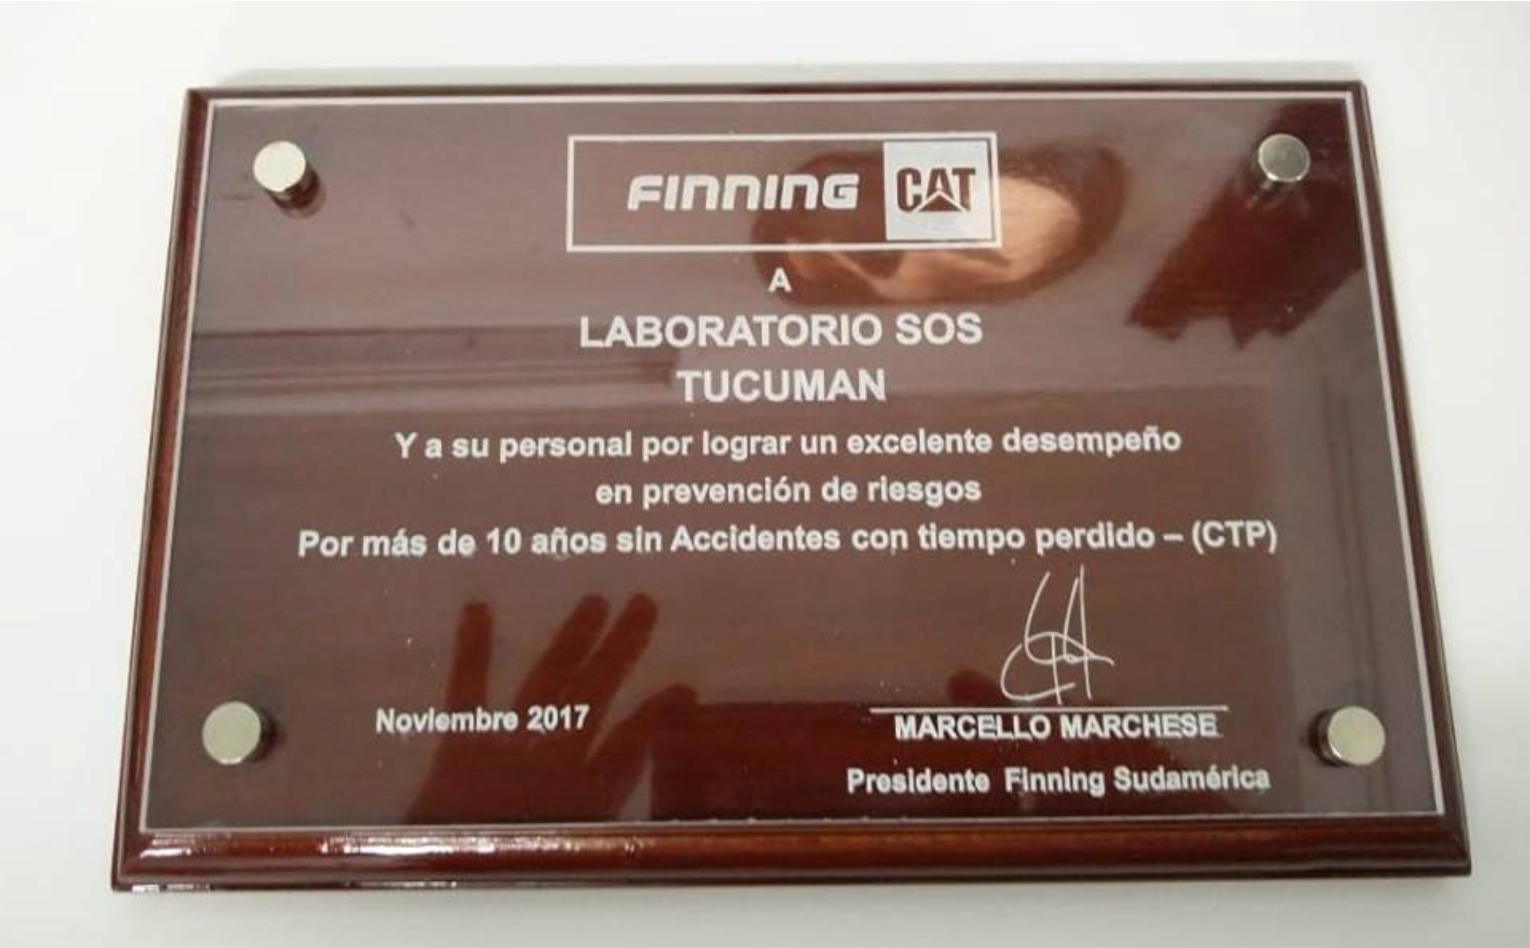 FINNING CAT
A
LABORATORIO SOS
TUCUMAN
Y a su personal por lograr un excelente desempeño
en prevención de riesgos
Por más de 10 años sin Accidentes con tiempo perdido – (CTP)
Noviembre 2017
MARCELLO MARCHESE
Presidente Finning Sudamérica